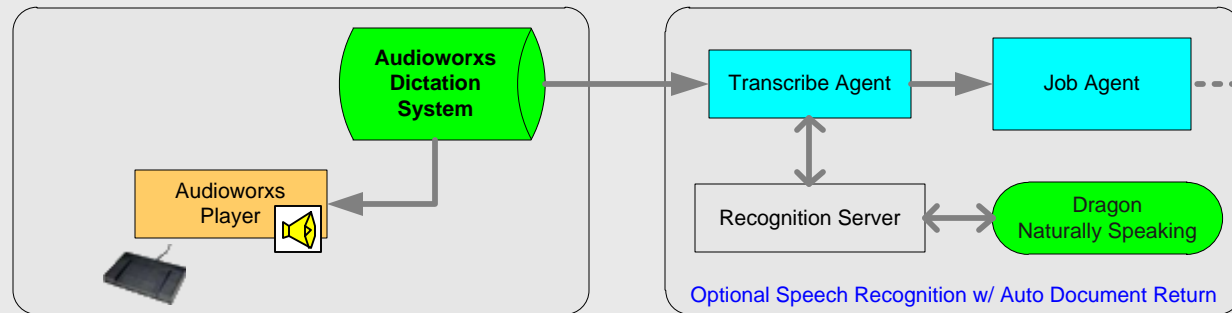 Audioworxs
Dictation
System
Audioworxs
Player
Transcribe Agent
Job Agent
Recognition Server
Dragon
Naturally Speaking
Optional Speech Recognition w/ Auto Document Return